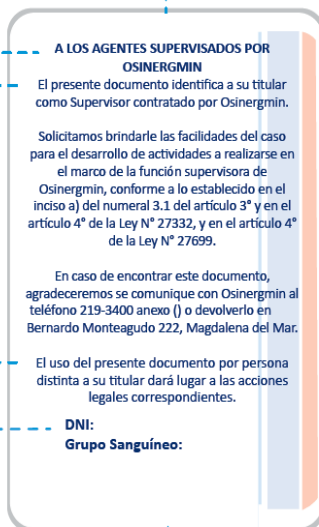 A LOS AGENTES SUPERVISADOS POR
OSINERGMIN
El presente documento identifica a su titular
como Supervisor contratado por Osinergmin.
Solicitamos brindarle las facilidades del caso
para el desarrollo de actividades a realizarse en
el marco de la función supervisora de
Osinergmin, conforme a lo establecido en el
inciso a) del numeral 3.1 del artículo 3° y en el
artículo 4° de la Ley N° 27332, y en el artículo 4°
de la Ley N° 27699.
En caso de encontrar este documento,
agradeceremos se comunique con Osinergmin al
teléfono 219-3400 anexo () o devolverlo en
Bernardo Monteagudo 222, Magdalena del Mar.
El uso del presente documento por persona
distinta a su titular dará lugar a las acciones
legales correspondientes.
DNI:
Grupo Sanguíneo: